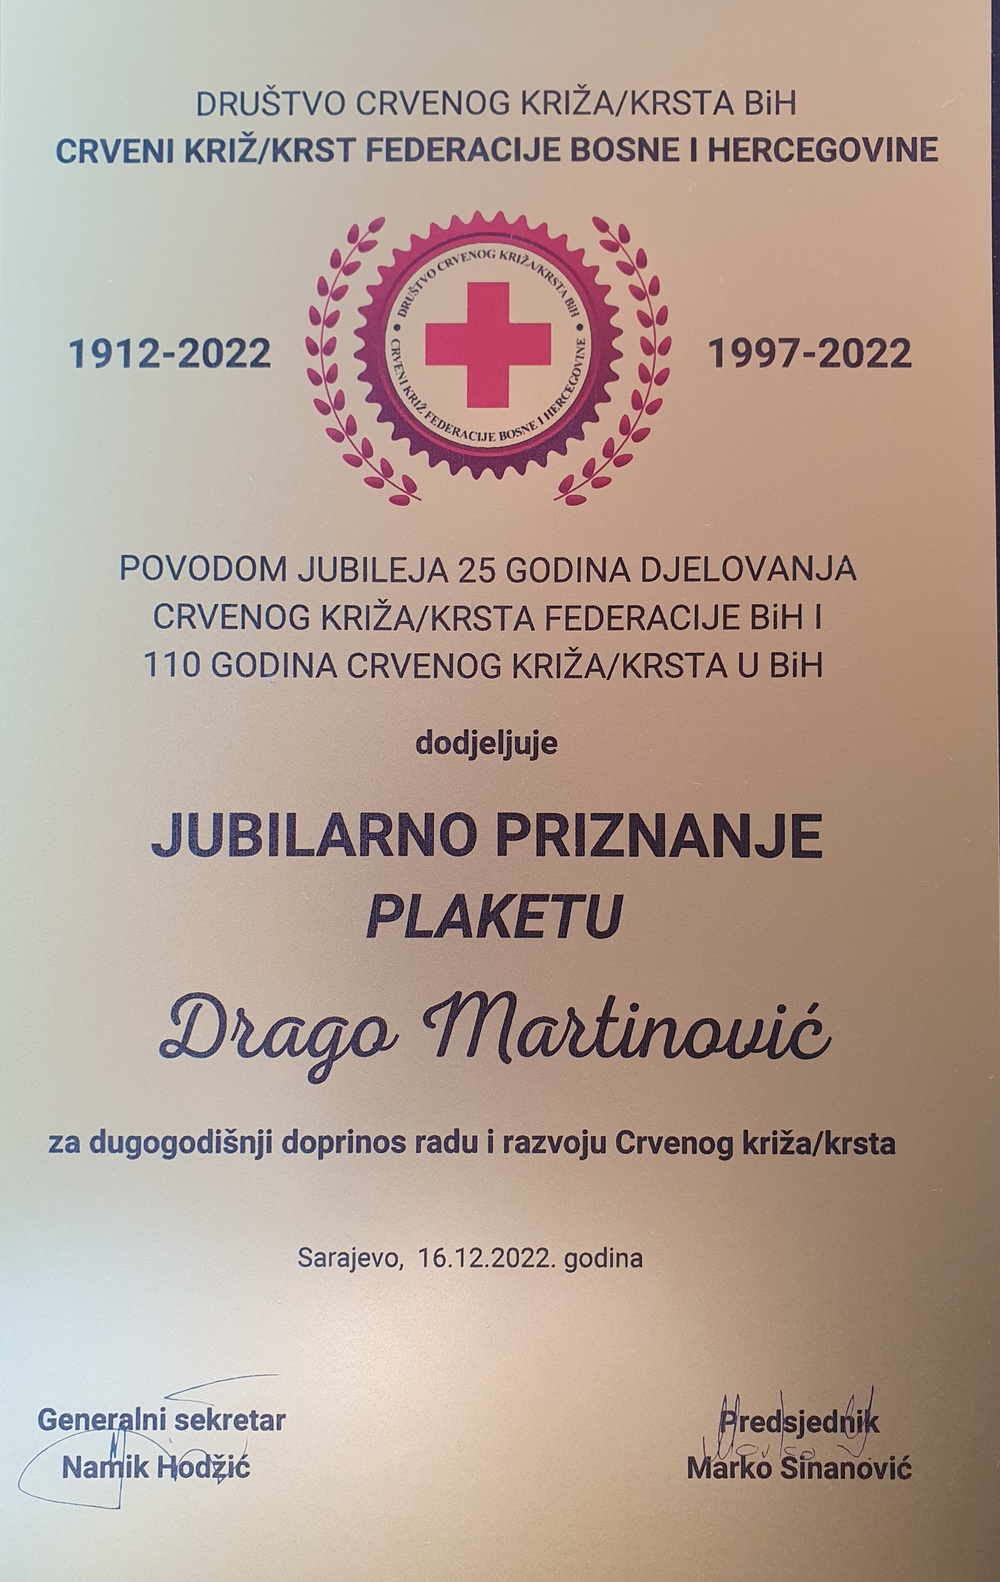 DRUŠTVO CRVENOG KRIŽA/KRSTA BiH
CRVENI KRIŽ/KRST FEDERACIJE BOSNE I HERCEGOVINE
DRUŠTVO CRVENOG KRIŽA/KRSTA BIH
CRVENI KRIŽ FEDERACIJE BOSNE I HERCEGOVINE
1912-2022
1997-2022
POVODOM JUBILEJA 25 GODINA DJELOVANJA
CRVENOG KRIŽA/KRSTA FEDERACIJE BiH I
110 GODINA CRVENOG KRIŽA/KRSTA U BiH
dodjeljuje
JUBILARNO PRIZNANJE
PLAKETU
Drago Martinović
za dugogodišnji doprinos radu i razvoju Crvenog križa/krsta
Sarajevo, 16.12.2022. godina
Generalni sekretar
Namik Hodžić
Predsjednik
Marko Sinanović